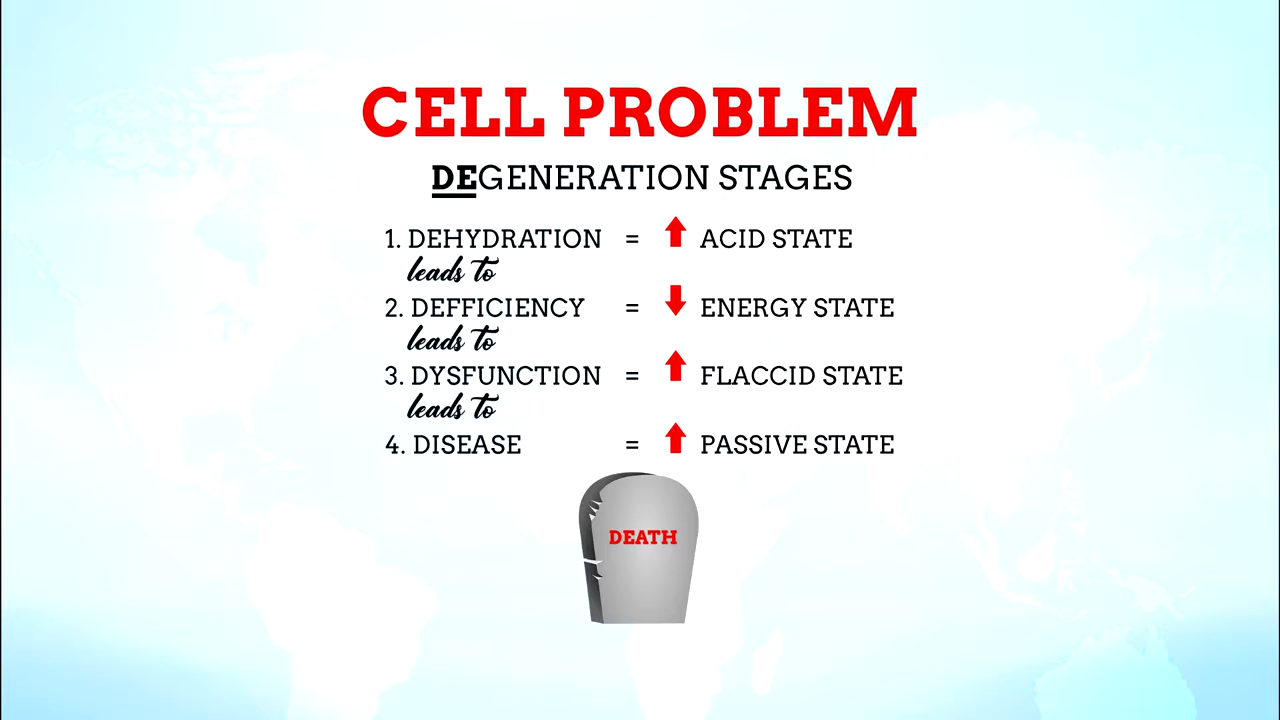 CELL PROBLEM
DEGENERATION STAGES
1. DEHYDRATION = ACID STATE
leads to
2. DEFFICIENCY = ENERGY STATE
leads to
3. DYSFUNCTION = FLACCID STATE
leads to
4. DISEASE = PASSIVE STATE
DEATH